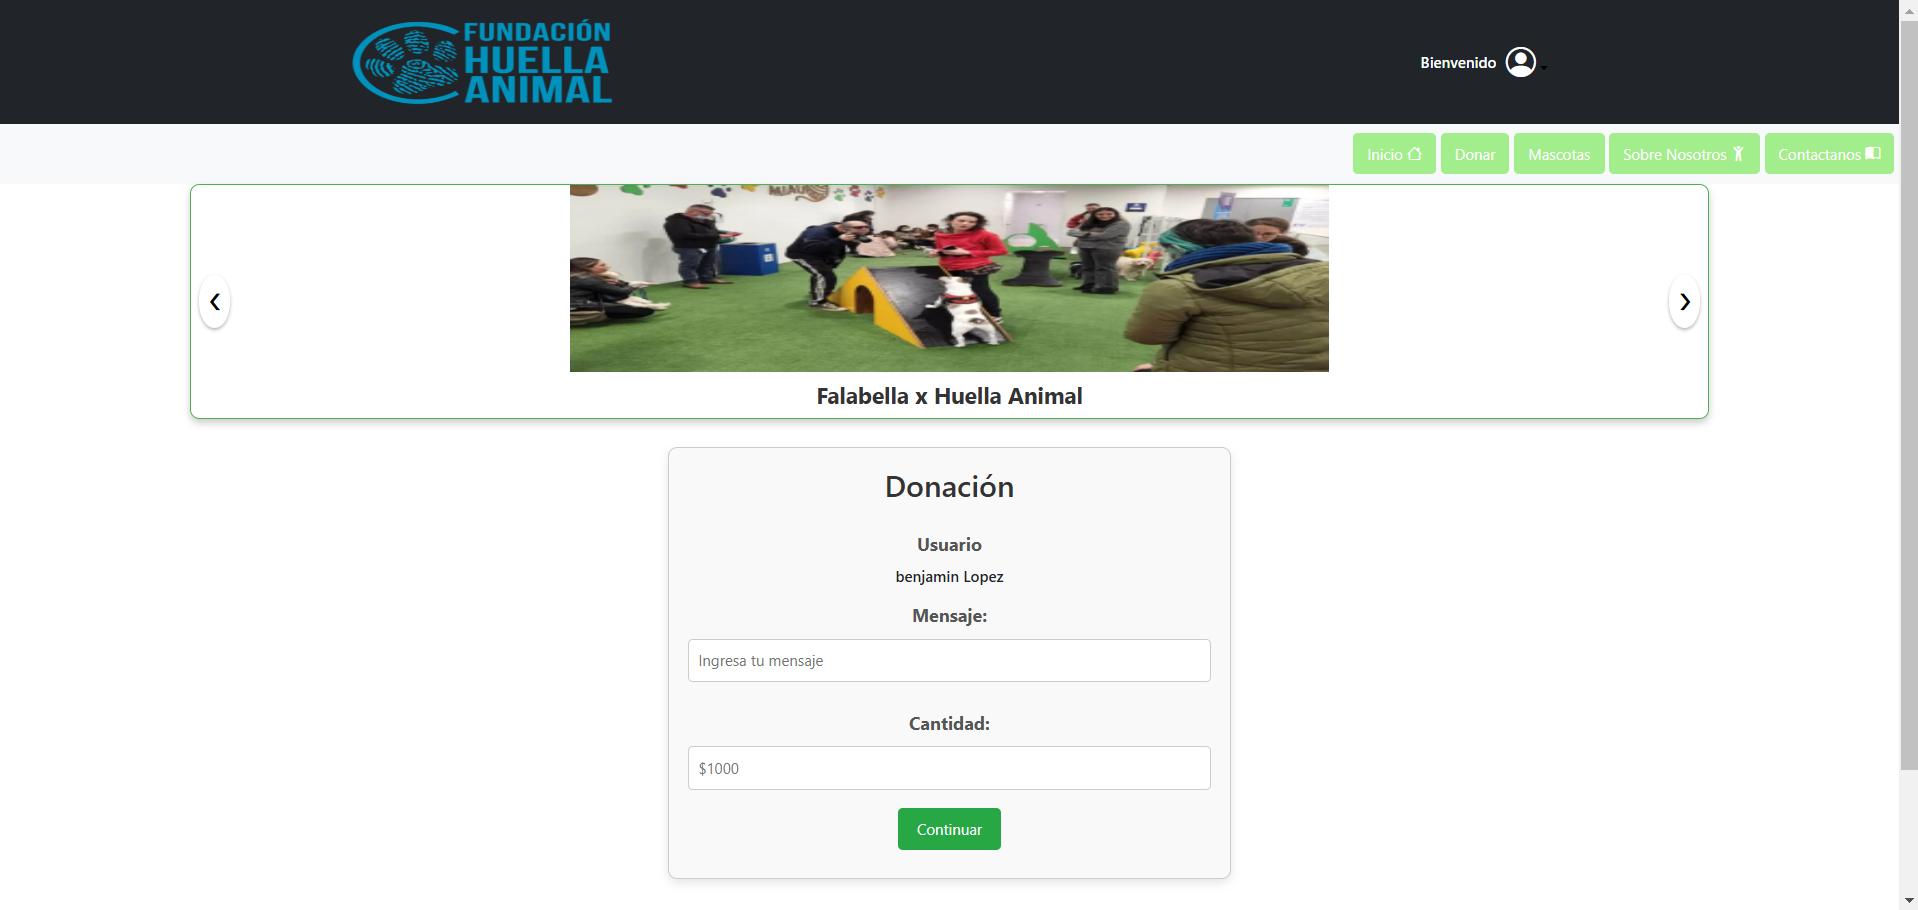 FUNDACIÓN
HUELLA
ANIMAL
Bienvenido
Inicio
Donar
Mascotas
Sobre Nosotros
Contactanos
❮
❯
Falabella x Huella Animal
Donación
Usuario
benjamin Lopez
Mensaje:
Ingresa tu mensaje
Cantidad:
$1000
Continuar